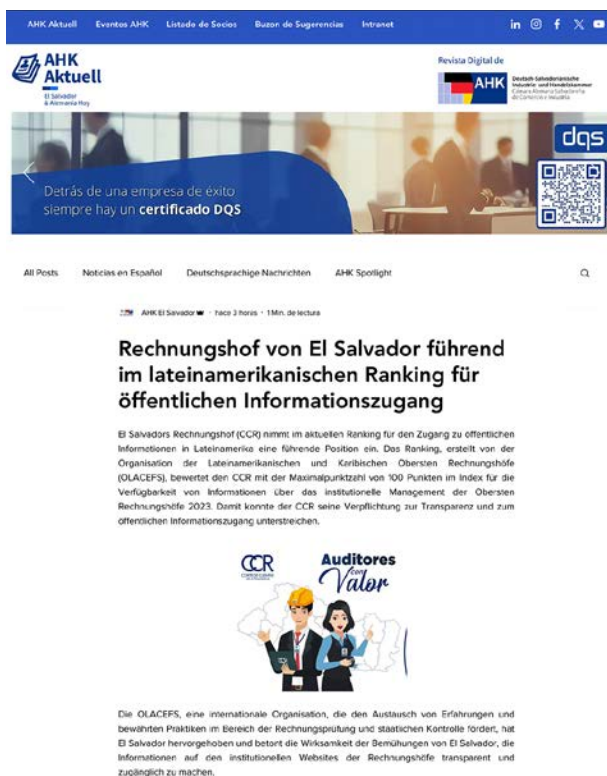 AHK Aktuell Eventos AHK Listado de Socios Buzon de Sugerencias Intranet
AHK
Aktuell
El Salvador
& Alemania Hoy
Revista Digital de
AHK
Deutsch-Salvadorianische
Industrie- und Handelskammer
Cámara Alemana Salvadoreña
de Comercio e Industria
dqs
Detrás de una empresa de éxito
siempre hay un certificado DQS
All Posts Noticias en Español Deutschsprachige Nachrichten AHK Spotlight
AHK El Salvador · hace 3 horas · 1 Min. de lectura
Rechnungshof von El Salvador führend
im lateinamerikanischen Ranking für
öffentlichen Informationszugang
El Salvadors Rechnungshof (CCR) nimmt im aktuellen Ranking für den Zugang zu öffentlichen
Informationen in Lateinamerika eine führende Position ein. Das Ranking, erstellt von der
Organisation der Lateinamerikanischen und Karibischen Obersten Rechnungshöfe
(OLACEFS), bewertet den CCR mit der Maximalpunktzahl von 100 Punkten im Index für die
Verfügbarkeit von Informationen über das institutionelle Management der Obersten
Rechnungshöfe 2023. Damit konnte der CCR seine Verpflichtung zur Transparenz und zum
öffentlichen Informationszugang unterstreichen.
CCR
Auditores
con
Valor
Die OLACEFS, eine internationale Organisation, die den Austausch von Erfahrungen und
bewährten Praktiken im Bereich der Rechnungsprüfung und staatlichen Kontrolle fördert, hat
El Salvador hervorgehoben und betont die Wirksamkeit der Bemühungen von El Salvador, die
Informationen auf den institutionellen Websites der Rechnungshöfe transparent und
zugänglich zu machen.